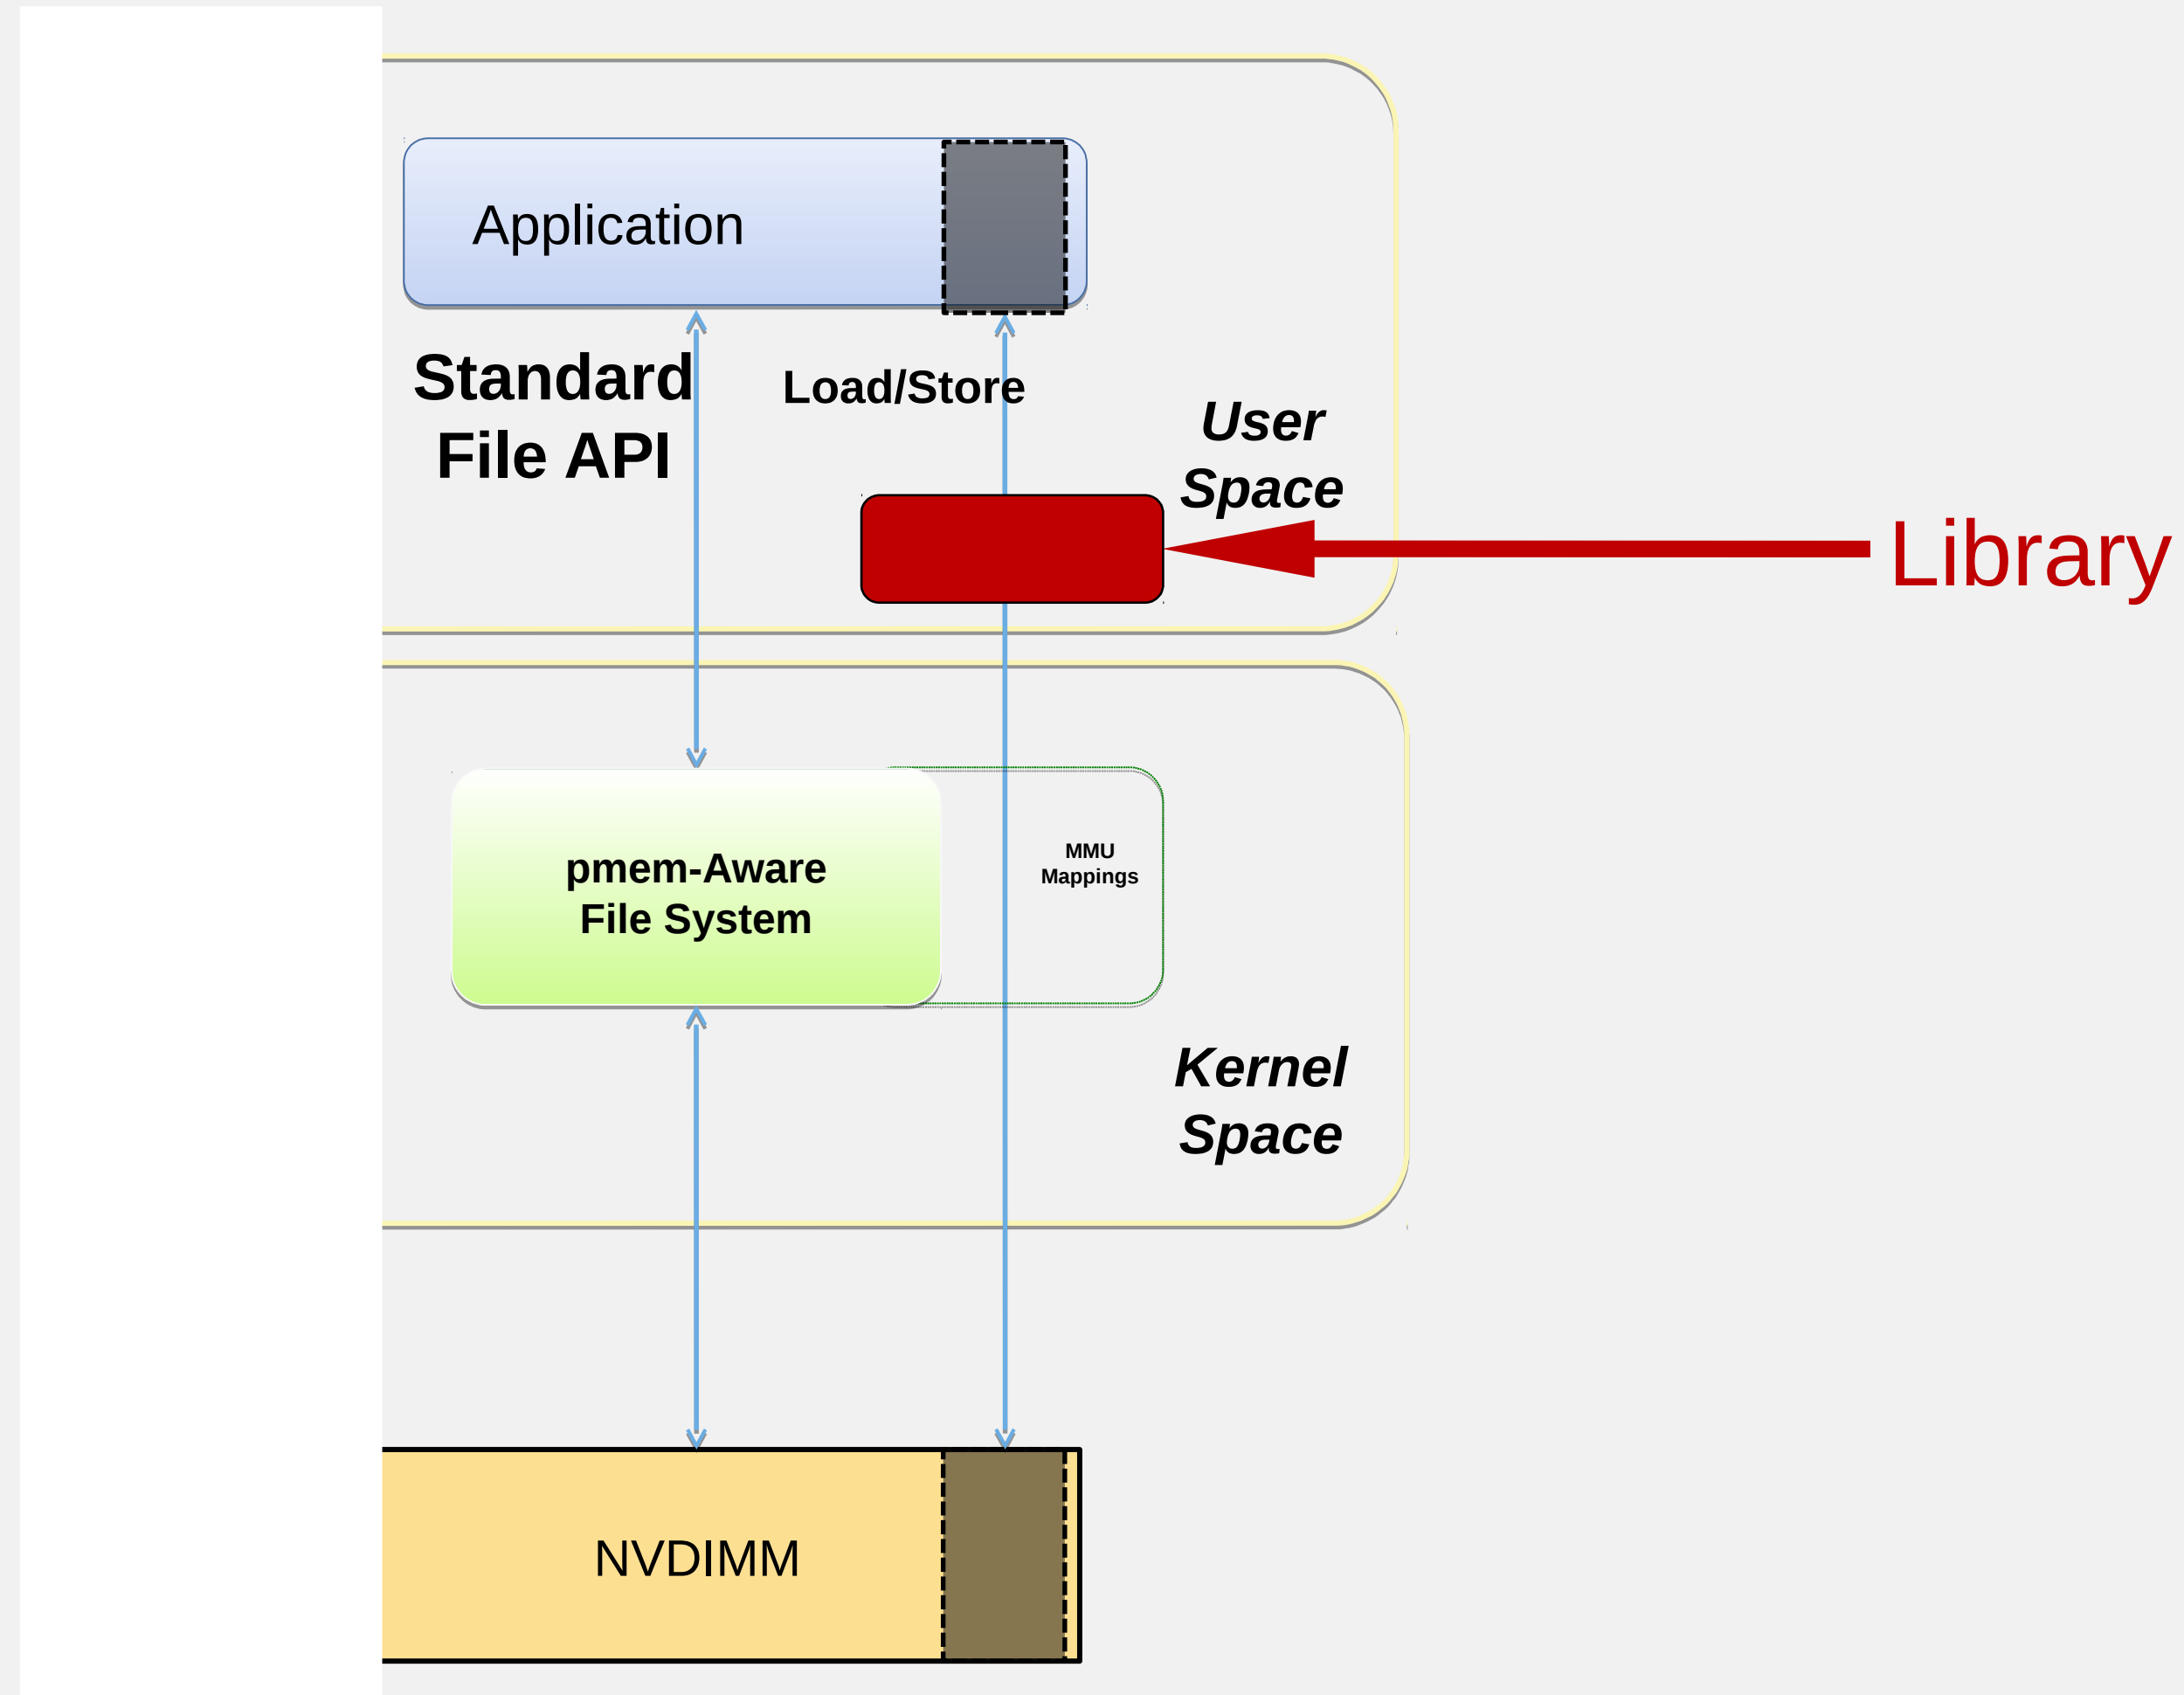 Application
Standard
File API
Load/Store
User
Space
Library
pmem-Aware
File System
MMU
Mappings
Kernel
Space
NVDIMM